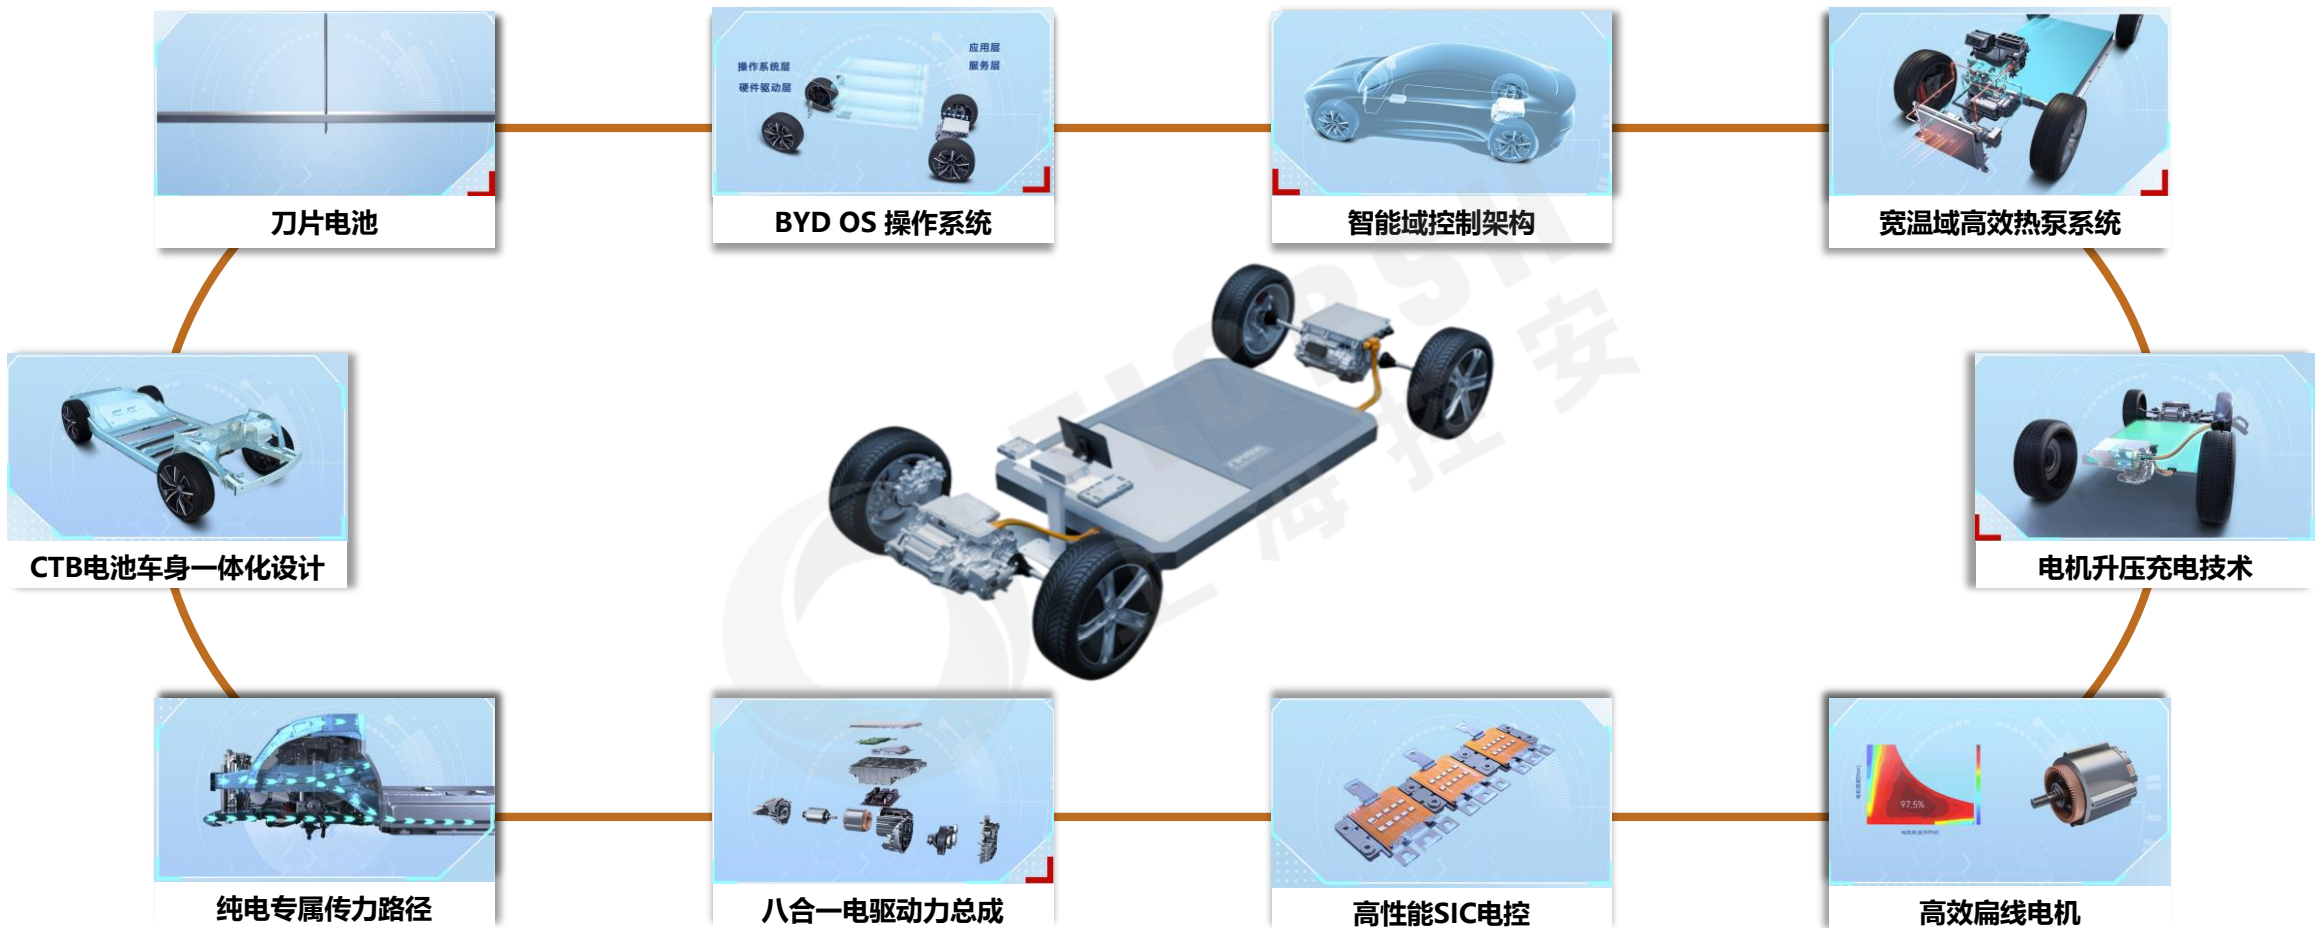 应用层
操作系统层
服务层
硬件驱动层
刀片电池
BYD OS 操作系统
智能域控制架构
宽温域高效热泵系统
TICPSH
上海控安
CTB电池车身一体化设计
电机升压充电技术
97.5%
纯电专属传力路径
八合一电驱动力总成
高性能SIC电控
高效扁线电机